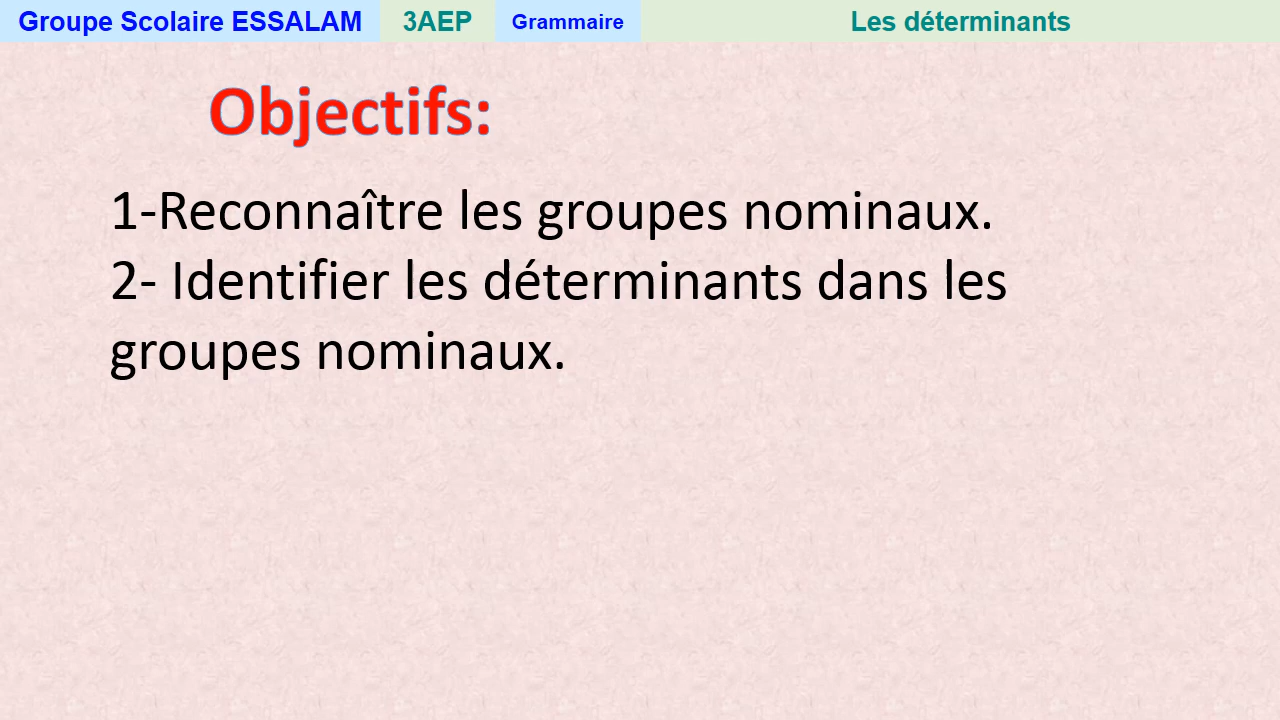 Groupe Scolaire ESSALAM 3AEP Grammaire Les déterminants
Objectifs:
1-Reconnaître les groupes nominaux.
2- Identifier les déterminants dans les
groupes nominaux.